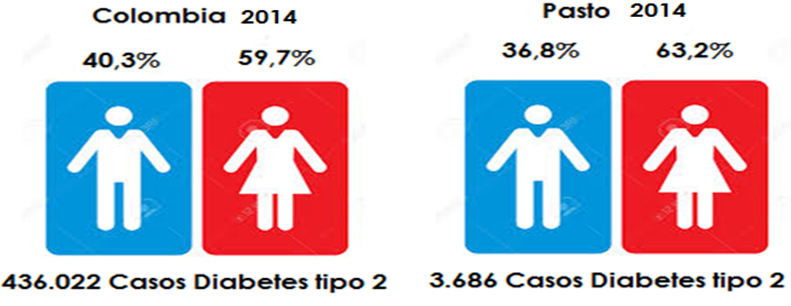 Colombia 2014
40,3% 59,7%
436.022 Casos Diabetes tipo 2
Pasto 2014
36,8% 63,2%
3.686 Casos Diabetes tipo 2